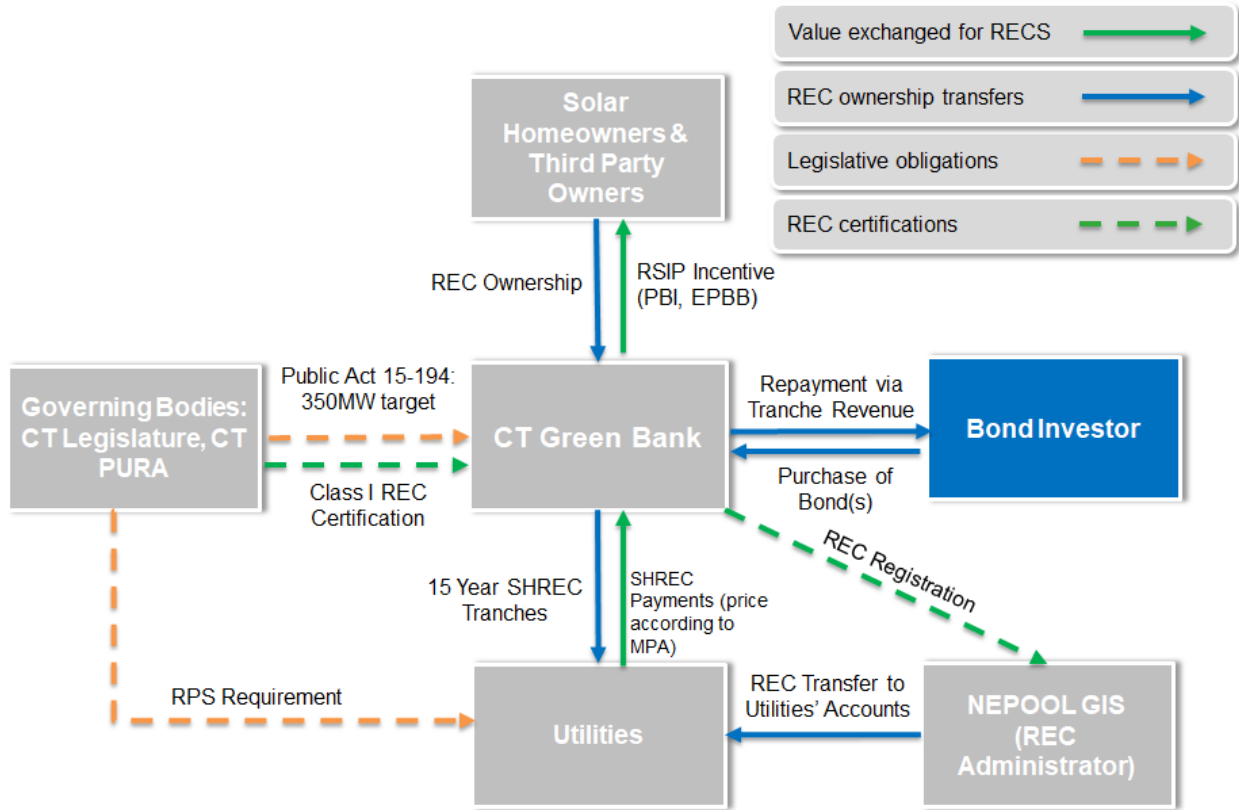 Value exchanged for RECS
REC ownership transfers
Legislative obligations
REC certifications
Solar
Homeowners &
Third Party
Owners
REC Ownership
RSIP Incentive
(PBI, EPBB)
Governing Bodies:
CT Legislature, CT
PURA
Public Act 15-194:
350MW target
Class I REC
Certification
CT Green Bank
Repayment via
Tranche Revenue
Purchase of
Bond(s)
Bond Investor
15 Year SHREC
Tranches
SHREC
Payments (price
according to
MPA)
REC Registration
RPS Requirement
Utilities
REC Transfer to
Utilities' Accounts
NEPOOL GIS
(REC
Administrator)